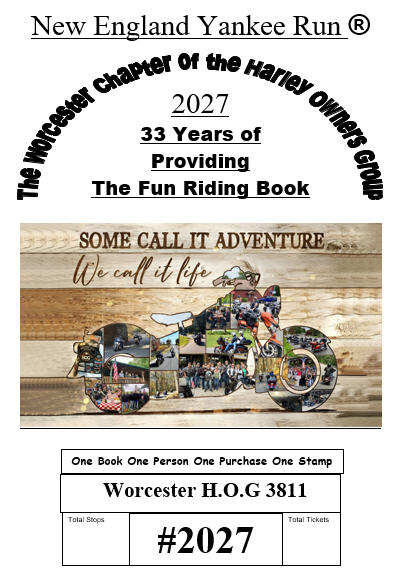 New England Yankee Run ®
The Worcester Chapter Of the Harley Owners Group
2027
33 Years of
Providing
The Fun Riding Book
SOME CALL IT ADVENTURE
We call it life
One Book One Person One Purchase One Stamp
Worcester H.O.G 3811
Total Stops
#2027
Total Tickets